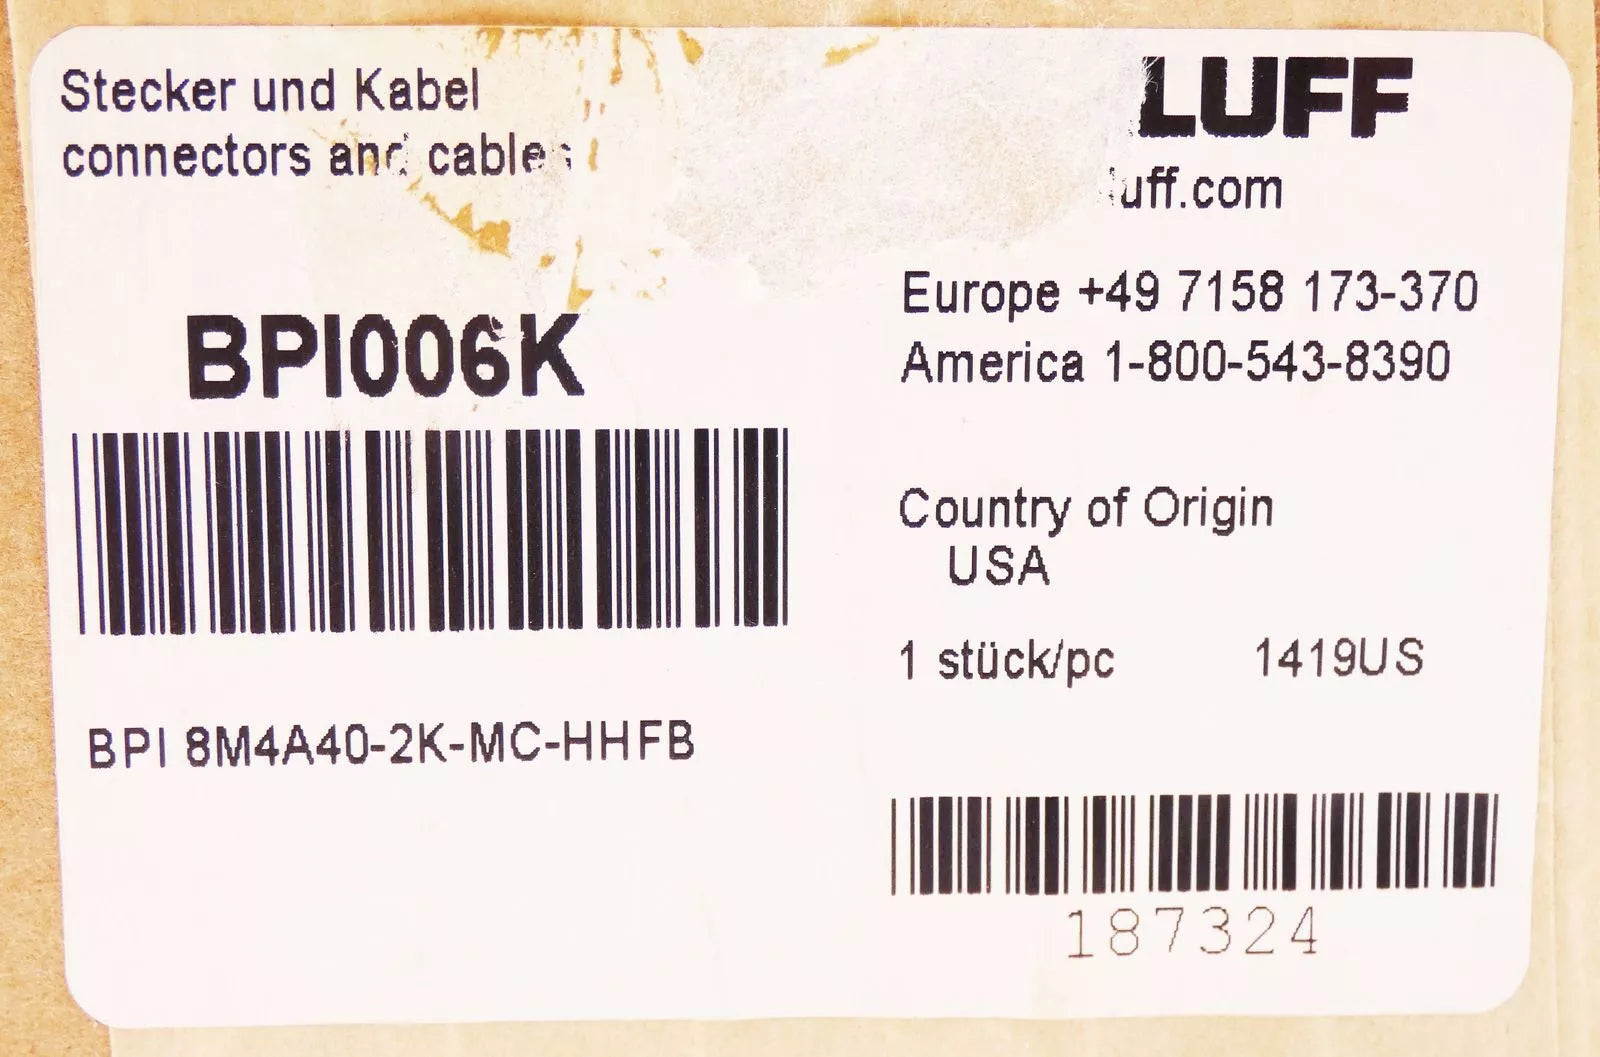 Stecker und Kabel
connectors and cables
LUFF
luff.com
Europe +49 7158 173-370
America 1-800-543-8390
BPI006K
Country of Origin
USA
1 stück/pc 1419US
BPI 8M4A40-2K-MC-HHFB
187324